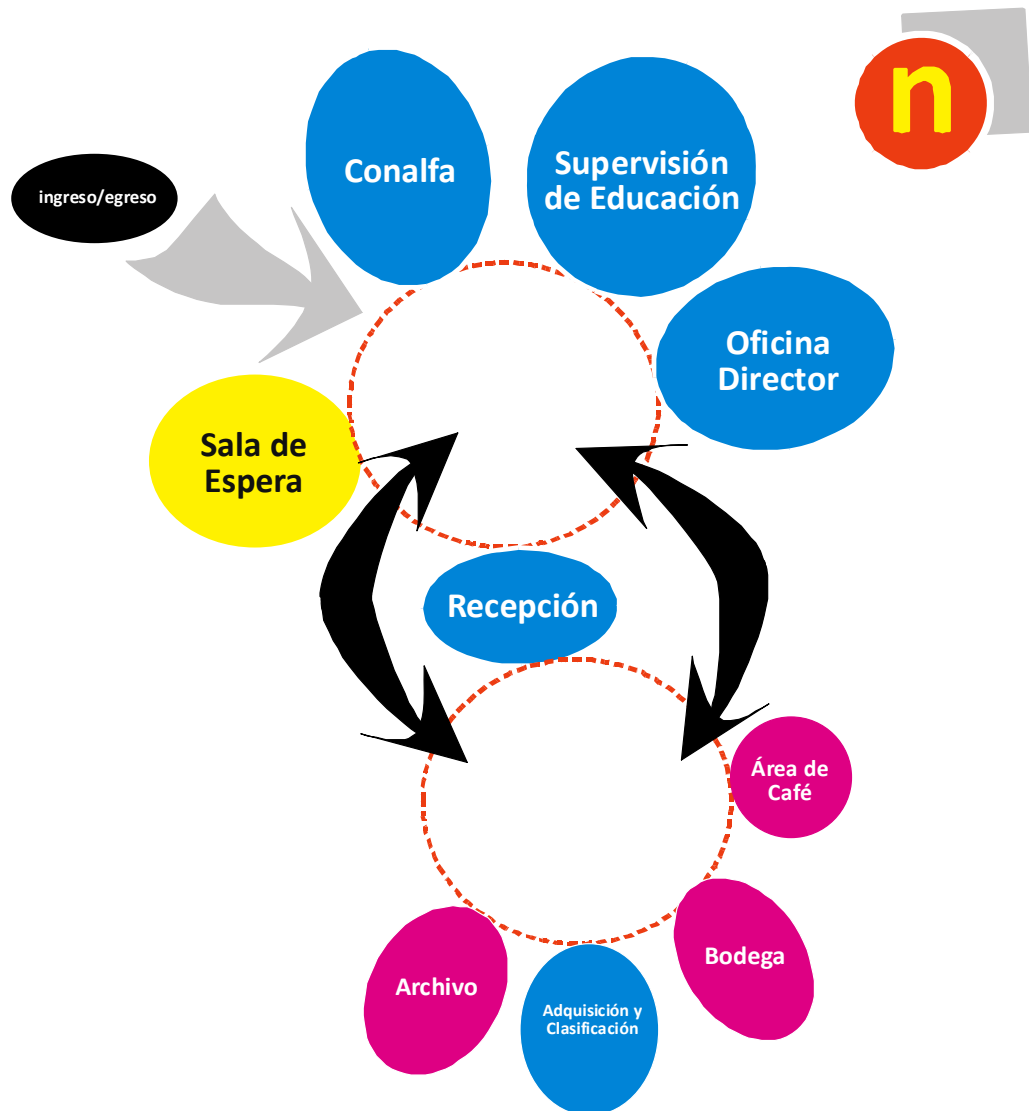 n
Conalfa
Supervisión
de Educación
ingreso/egreso
Oficina
Director
Sala de
Espera
Recepción
Área de
Café
Bodega
Archivo
Adquisición y
Clasificación